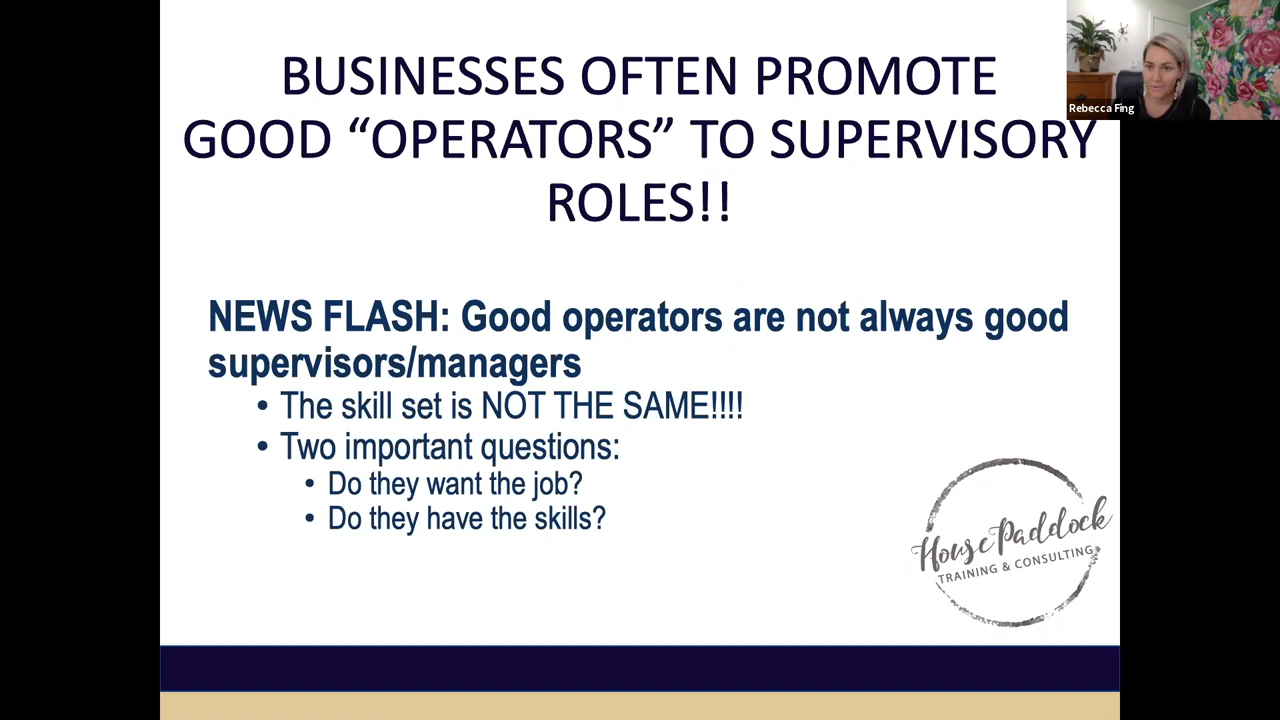 BUSINESSES OFTEN PROMOTE
GOOD “OPERATORS” TO SUPERVISORY
ROLES!!
Rebecca Fing
NEWS FLASH: Good operators are not always good
supervisors/managers
• The skill set is NOT THE SAME!!!!
• Two important questions:
• Do they want the job?
• Do they have the skills?
House Paddock
TRAINING & CONSULTING